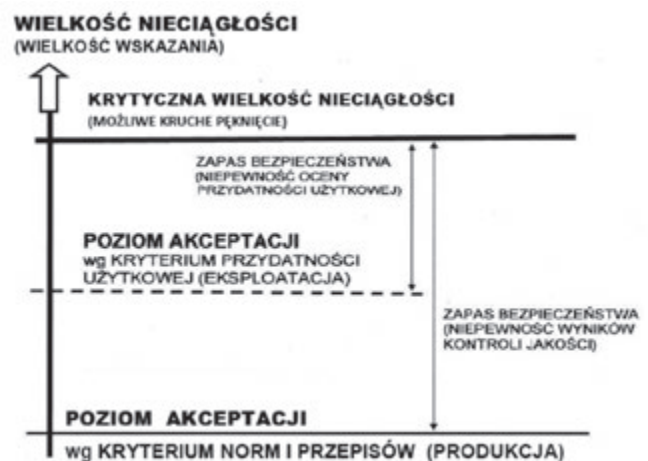 WIELKOŚĆ NIECIĄGŁOŚCI
(WIELKOŚĆ WSKAZANIA)
KRYTYCZNA WIELKOŚĆ NIECIĄGŁOŚCI
(MOŻLIWE KRUCHE PĘKNIĘCIE)
ZAPAS BEZPIECZEŃSTWA
(NIEPEWNOŚĆ OCENY
PRZYDATNOŚCI UŻYTKOWEJ)
POZIOM AKCEPTACJI
wg KRYTERIUM PRZYDATNOŚCI
UŻYTKOWEJ (EKSPLOATACJA)
ZAPAS BEZPIECZEŃSTWA
(NIEPEWNOŚĆ WYNIKÓW
KONTROLI JAKOŚCI)
POZIOM AKCEPTACJI
wg KRYTERIUM NORM I PRZEPISÓW (PRODUKCJA)